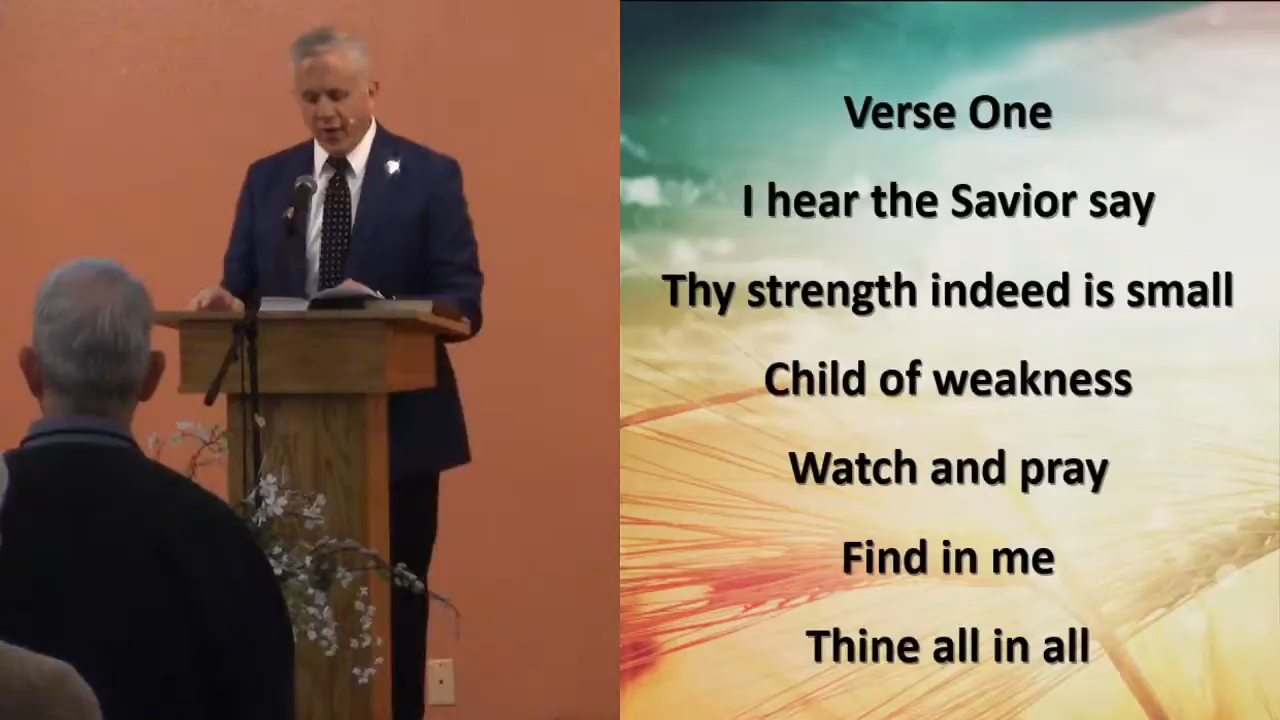 Verse One
I hear the Savior say
Thy strength indeed is small
Child of weakness
Watch and pray
Find in me
Thine all in all